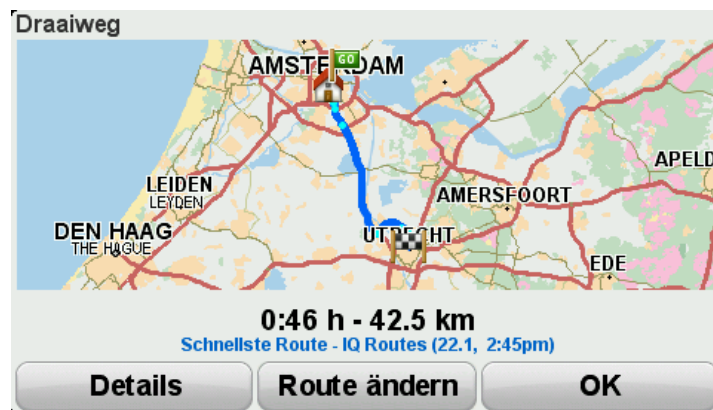 Draaiweg
GO
AMSTERDAM
APELD
LEIDEN
LEYDEN
AMERSFOORT
DEN HAAG
THE HAGUE
UTRECHT
EDE
0:46 h - 42.5 km
Schnellste Route - IQ Routes (22.1, 2:45pm)
Details
Route ändern
OK